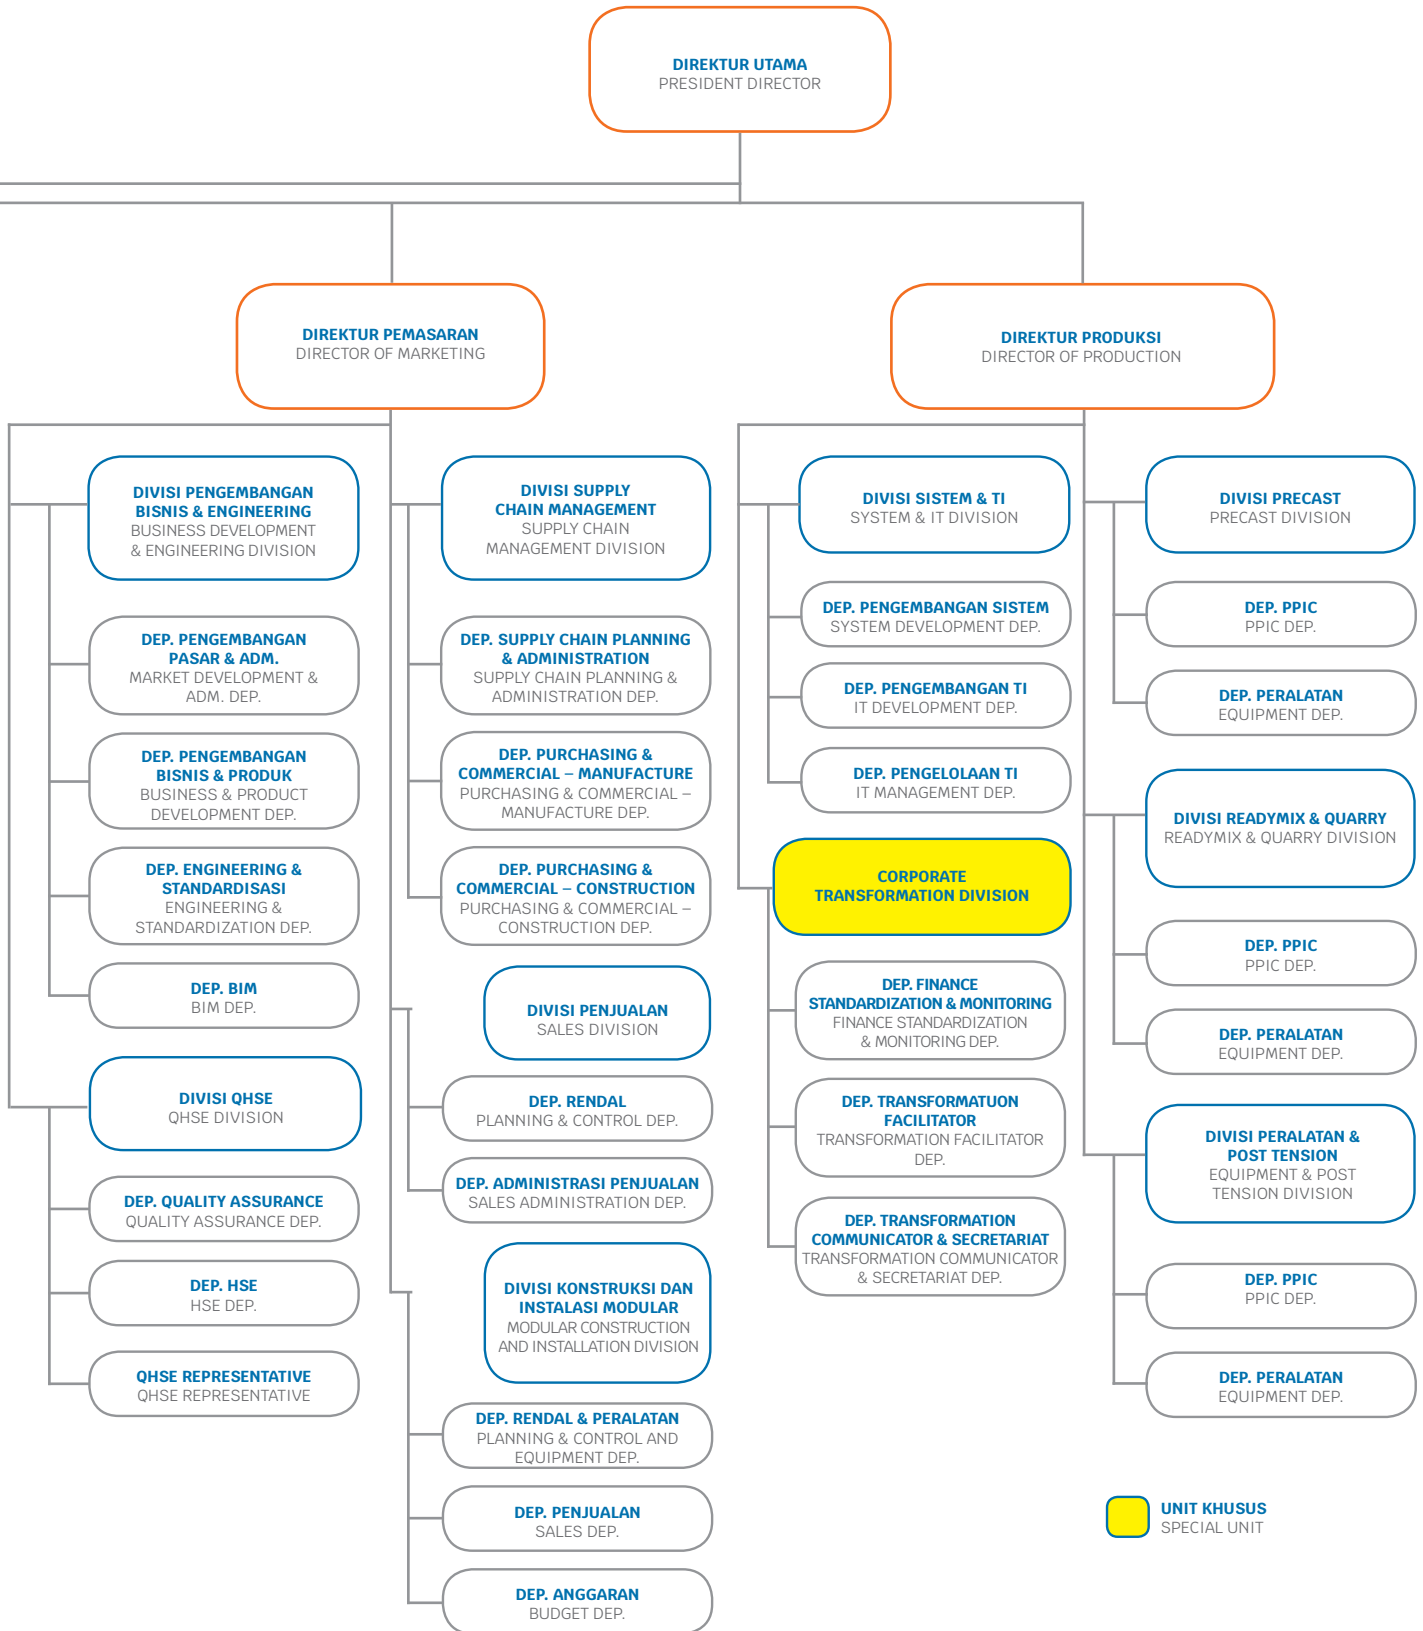 DIREKTUR UTAMA
PRESIDENT DIRECTOR
DIREKTUR PEMASARAN
DIRECTOR OF MARKETING
DIREKTUR PRODUKSI
DIRECTOR OF PRODUCTION
DIVISI PENGEMBANGAN
BISNIS & ENGINEERING
BUSINESS DEVELOPMENT
& ENGINEERING DIVISION
DEP. PENGEMBANGAN
PASAR & ADM.
MARKET DEVELOPMENT &
ADM. DEP.
DEP. PENGEMBANGAN
BISNIS & PRODUK
BUSINESS & PRODUCT
DEVELOPMENT DEP.
DEP. ENGINEERING &
STANDARDISASI
ENGINEERING &
STANDARDIZATION DEP.
DEP. BIM
BIM DEP.
DIVISI QHSE
QHSE DIVISION
DEP. QUALITY ASSURANCE
QUALITY ASSURANCE DEP.
DEP. HSE
HSE DEP.
QHSE REPRESENTATIVE
QHSE REPRESENTATIVE
DIVISI SUPPLY
CHAIN MANAGEMENT
SUPPLY CHAIN
MANAGEMENT DIVISION
DEP. SUPPLY CHAIN PLANNING
& ADMINISTRATION
SUPPLY CHAIN PLANNING &
ADMINISTRATION DEP.
DEP. PURCHASING &
COMMERCIAL – MANUFACTURE
PURCHASING & COMMERCIAL –
MANUFACTURE DEP.
DEP. PURCHASING &
COMMERCIAL – CONSTRUCTION
PURCHASING & COMMERCIAL –
CONSTRUCTION DEP.
DIVISI PENJUALAN
SALES DIVISION
DEP. RENDAL
PLANNING & CONTROL DEP.
DEP. ADMINISTRASI PENJUALAN
SALES ADMINISTRATION DEP.
DIVISI KONSTRUKSI DAN
INSTALASI MODULAR
MODULAR CONSTRUCTION
AND INSTALLATION DIVISION
DEP. RENDAL & PERALATAN
PLANNING & CONTROL AND
EQUIPMENT DEP.
DEP. PENJUALAN
SALES DEP.
DEP. ANGGARAN
BUDGET DEP.
DIVISI SISTEM & TI
SYSTEM & IT DIVISION
DEP. PENGEMBANGAN SISTEM
SYSTEM DEVELOPMENT DEP.
DEP. PENGEMBANGAN TI
IT DEVELOPMENT DEP.
DEP. PENGELOLAAN TI
IT MANAGEMENT DEP.
CORPORATE
TRANSFORMATION DIVISION
DEP. FINANCE
STANDARDIZATION & MONITORING
FINANCE STANDARDIZATION
& MONITORING DEP.
DEP. TRANSFORMATUON
FACILITATOR
TRANSFORMATION FACILITATOR
DEP.
DEP. TRANSFORMATION
COMMUNICATOR & SECRETARIAT
TRANSFORMATION COMMUNICATOR
& SECRETARIAT DEP.
DIVISI PRECAST
PRECAST DIVISION
DEP. PPIC
PPIC DEP.
DEP. PERALATAN
EQUIPMENT DEP.
DIVISI READYMIX & QUARRY
READYMIX & QUARRY DIVISION
DEP. PPIC
PPIC DEP.
DEP. PERALATAN
EQUIPMENT DEP.
DIVISI PERALATAN &
POST TENSION
EQUIPMENT & POST
TENSION DIVISION
DEP. PPIC
PPIC DEP.
DEP. PERALATAN
EQUIPMENT DEP.
UNIT KHUSUS
SPECIAL UNIT